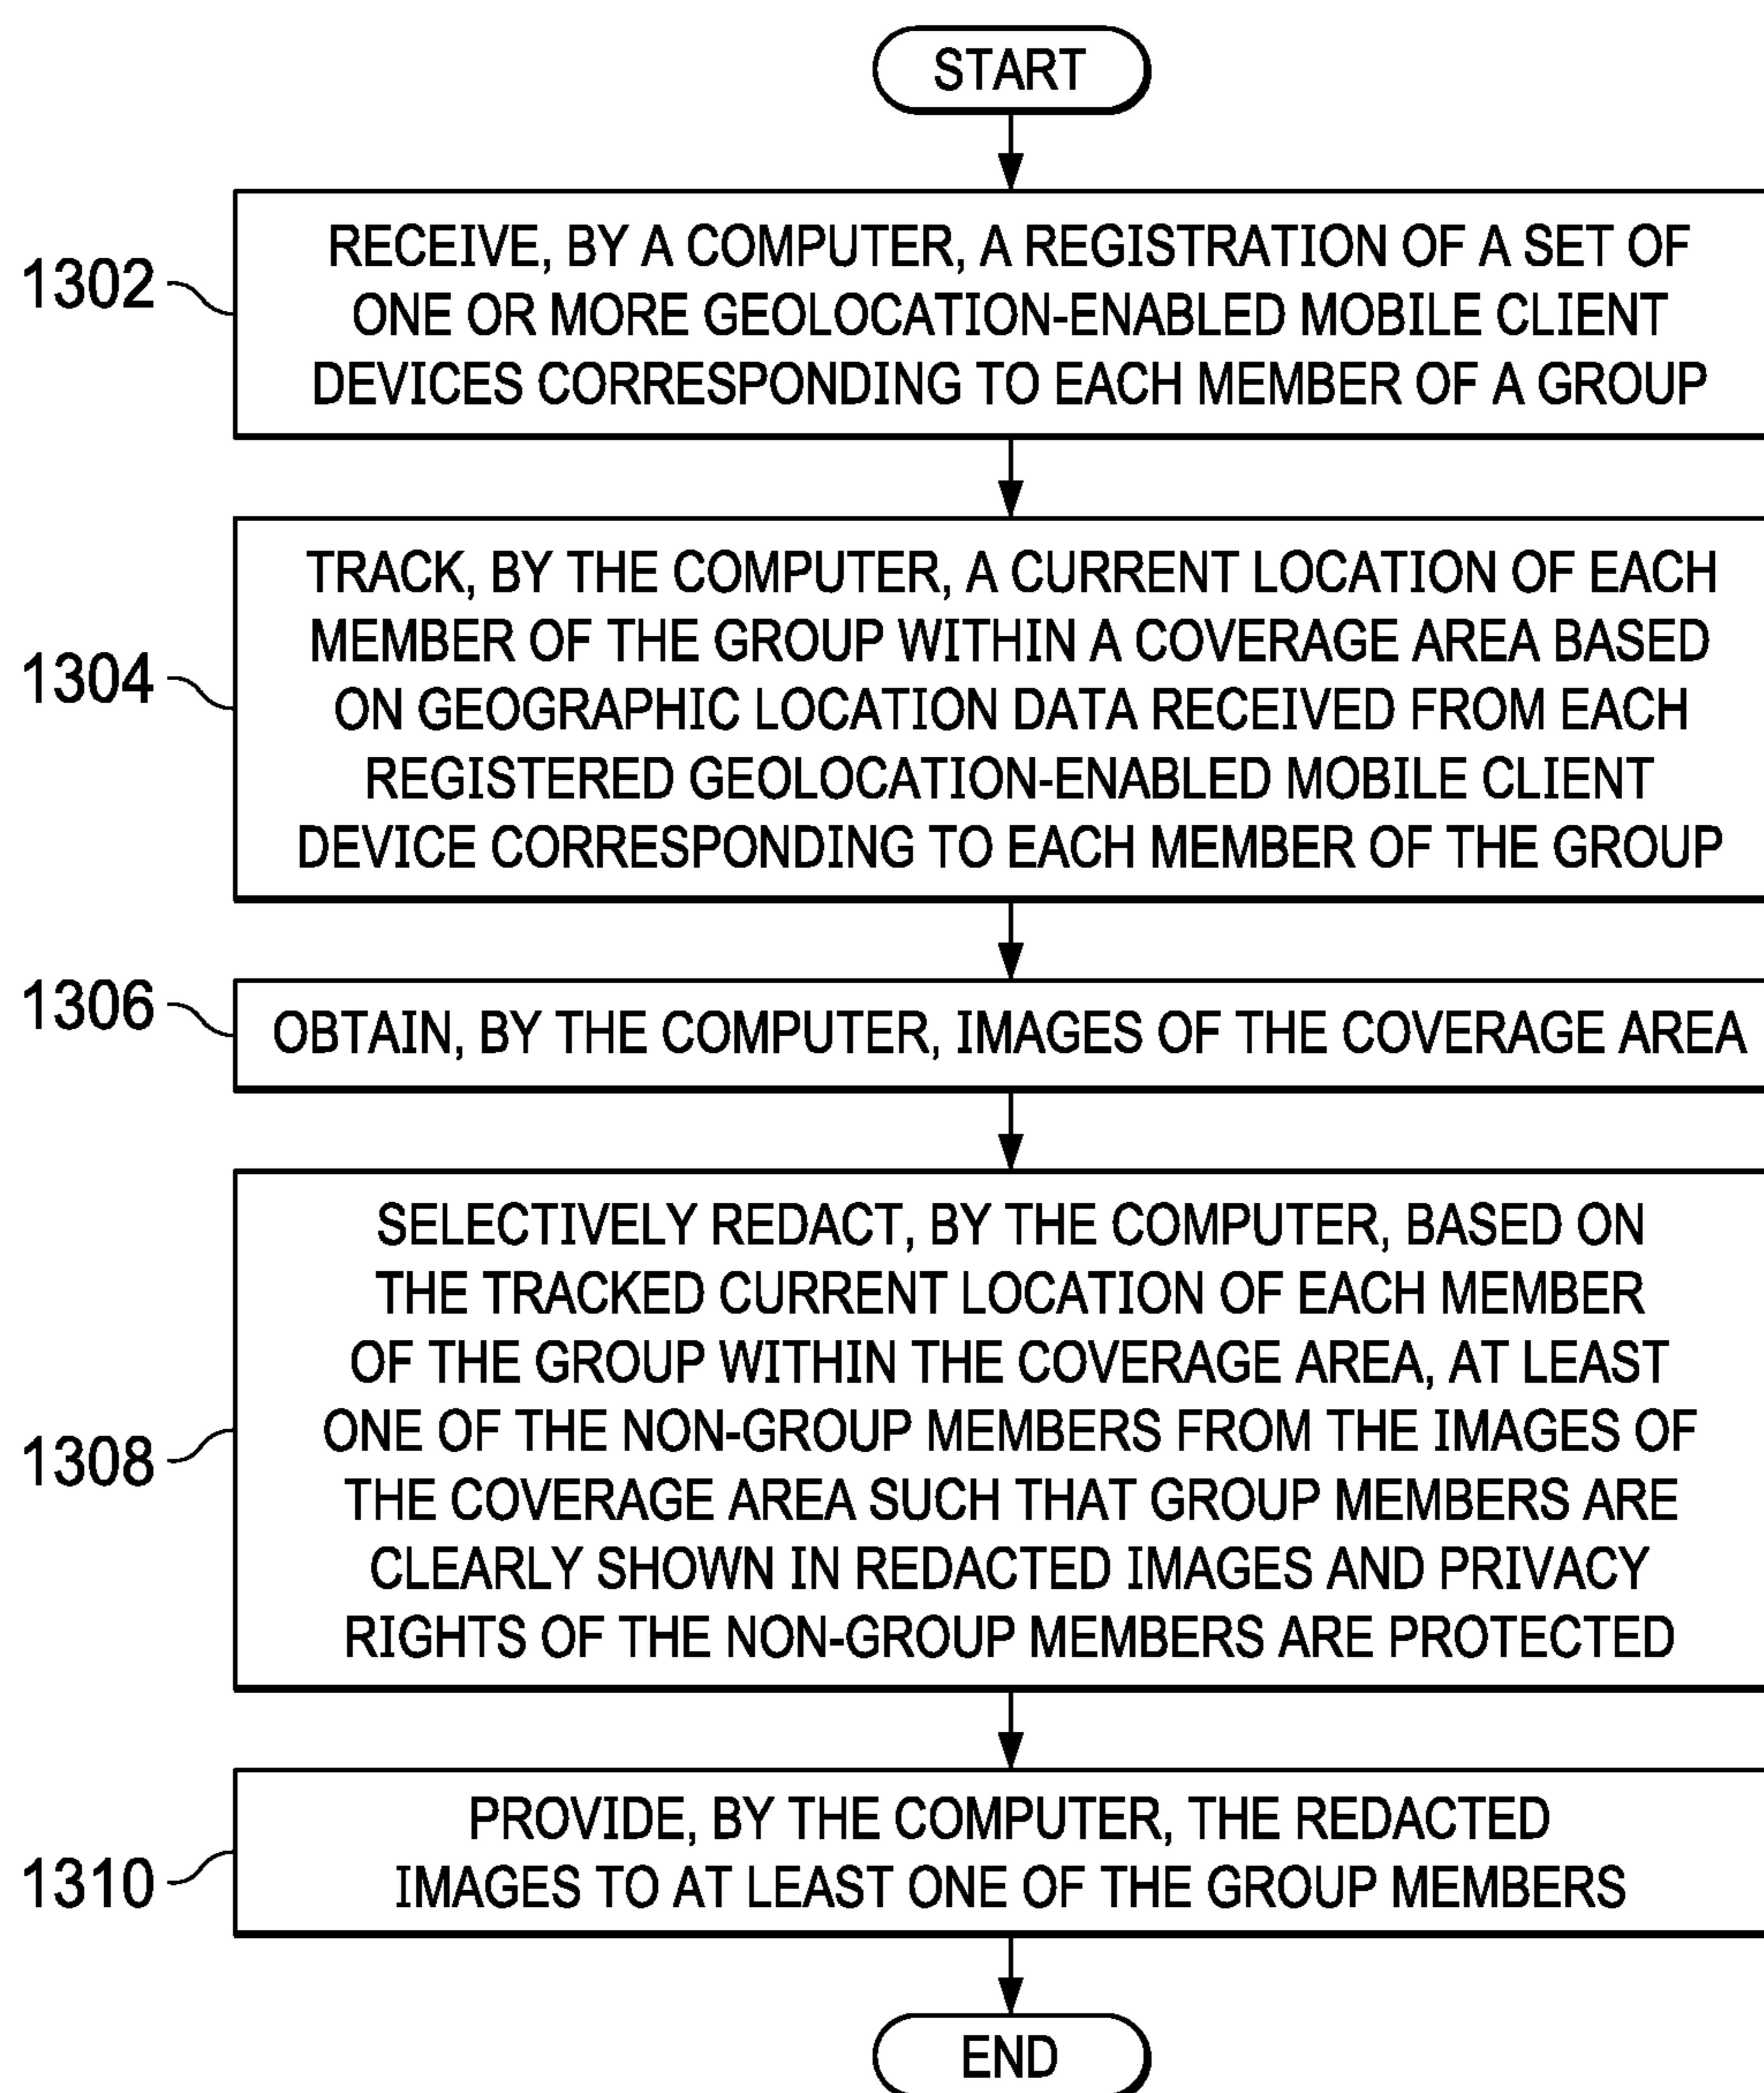 START
1302
RECEIVE, BY A COMPUTER, A REGISTRATION OF A SET OF
ONE OR MORE GEOLOCATION-ENABLED MOBILE CLIENT
DEVICES CORRESPONDING TO EACH MEMBER OF A GROUP
1304
TRACK, BY THE COMPUTER, A CURRENT LOCATION OF EACH
MEMBER OF THE GROUP WITHIN A COVERAGE AREA BASED
ON GEOGRAPHIC LOCATION DATA RECEIVED FROM EACH
REGISTERED GEOLOCATION-ENABLED MOBILE CLIENT
DEVICE CORRESPONDING TO EACH MEMBER OF THE GROUP
1306
OBTAIN, BY THE COMPUTER, IMAGES OF THE COVERAGE AREA
1308
SELECTIVELY REDACT, BY THE COMPUTER, BASED ON
THE TRACKED CURRENT LOCATION OF EACH MEMBER
OF THE GROUP WITHIN THE COVERAGE AREA, AT LEAST
ONE OF THE NON-GROUP MEMBERS FROM THE IMAGES OF
THE COVERAGE AREA SUCH THAT GROUP MEMBERS ARE
CLEARLY SHOWN IN REDACTED IMAGES AND PRIVACY
RIGHTS OF THE NON-GROUP MEMBERS ARE PROTECTED
1310
PROVIDE, BY THE COMPUTER, THE REDACTED
IMAGES TO AT LEAST ONE OF THE GROUP MEMBERS
END